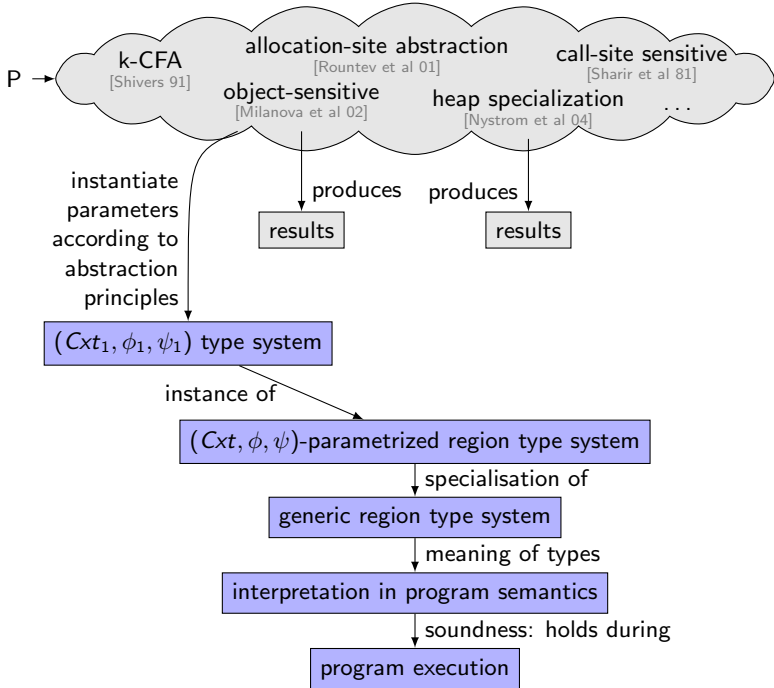 P
k-CFA
[Shivers 91]
allocation-site abstraction
[Rountev et al 01]
call-site sensitive
[Sharir et al 81]
object-sensitive
[Milanova et al 02]
heap specialization
[Nystrom et al 04]
...
instantiate
parameters
according to
abstraction
principles
produces
produces
results
results
(Cxt₁, ϕ₁, ψ₁) type system
instance of
(Cxt, ϕ, ψ)-parametrized region type system
specialisation of
generic region type system
meaning of types
interpretation in program semantics
soundness: holds during
program execution